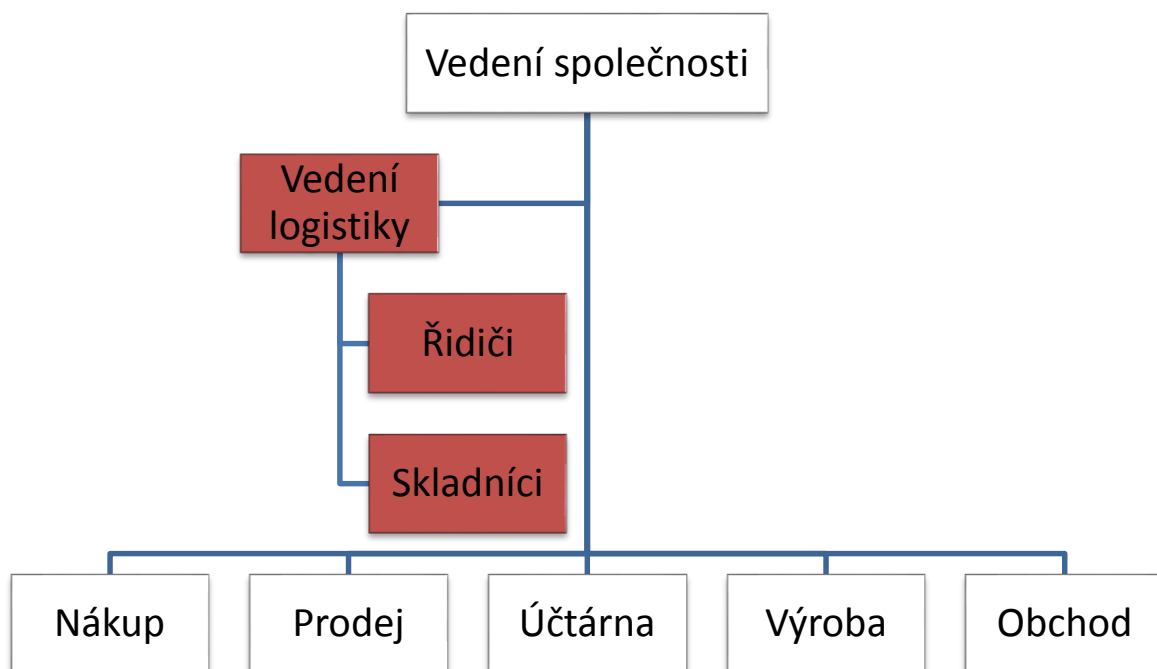 Vedení společnosti
Vedení
logistiky
Řidiči
Skladníci
Nákup
Prodej
Účtárna
Výroba
Obchod